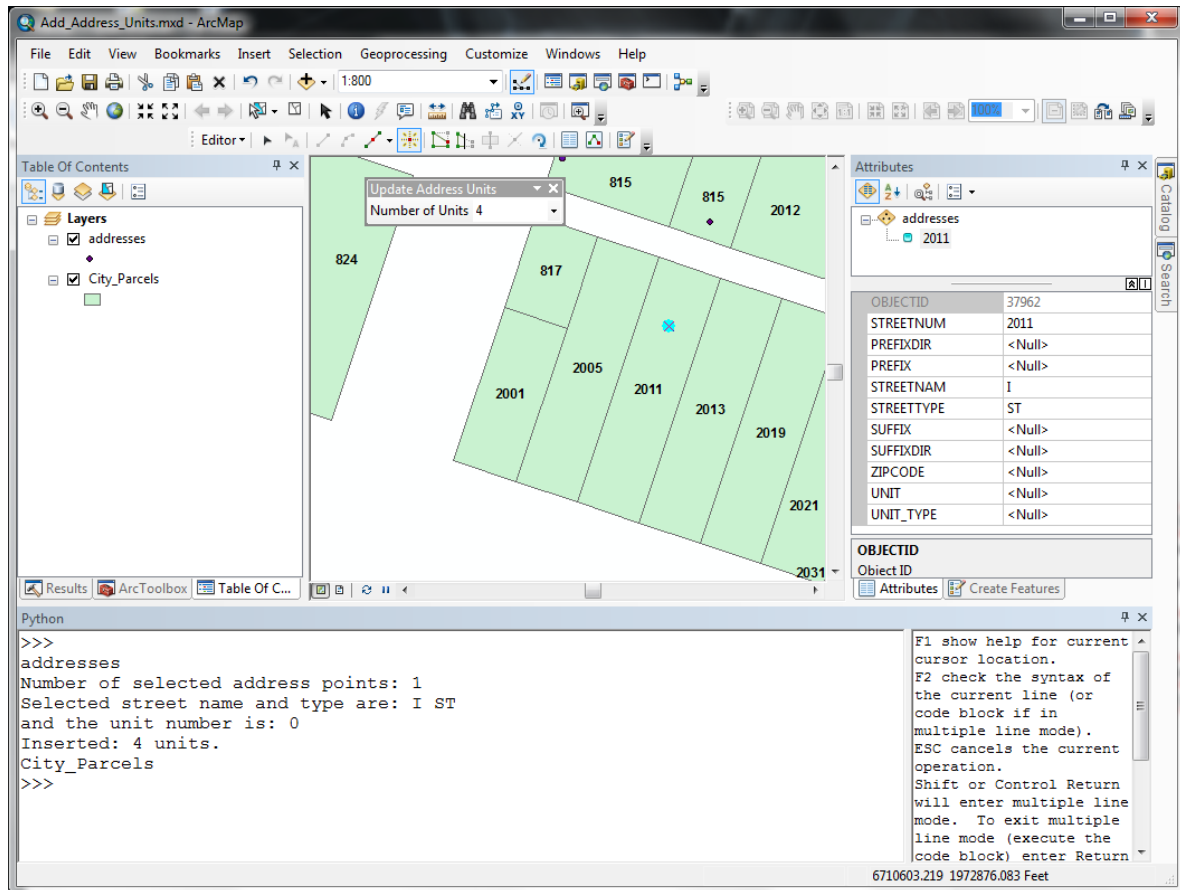 Add_Address_Units.mxd - ArcMap
File Edit View Bookmarks Insert Selection Geoprocessing Customize Windows Help
1:800
100%
Editor
Table Of Contents
Layers
addresses
City_Parcels
Results ArcToolbox Table Of C...
Update Address Units
Number of Units 4
815
815
2012
824
817
2005
2001
2011
2013
2019
2021
2031
Attributes
addresses
2011
OBJECTID 37962
STREETNUM 2011
PREFIXDIR <Null>
PREFIX <Null>
STREETNAM I
STREETTYPE ST
SUFFIX <Null>
SUFFIXDIR <Null>
ZIPCODE <Null>
UNIT <Null>
UNIT_TYPE <Null>
OBJECTID
Object ID
Attributes Create Features
Catalog
Search
Python
>>>
addresses
Number of selected address points: 1
Selected street name and type are: I ST
and the unit number is: 0
Inserted: 4 units.
City_Parcels
>>>
F1 show help for current
cursor location.
F2 check the syntax of
the current line (or
code block if in
multiple line mode).
ESC cancels the current
operation.
Shift or Control Return
will enter multiple line
mode. To exit multiple
line mode (execute the
code block) enter Return
6710603.219 1972876.083 Feet